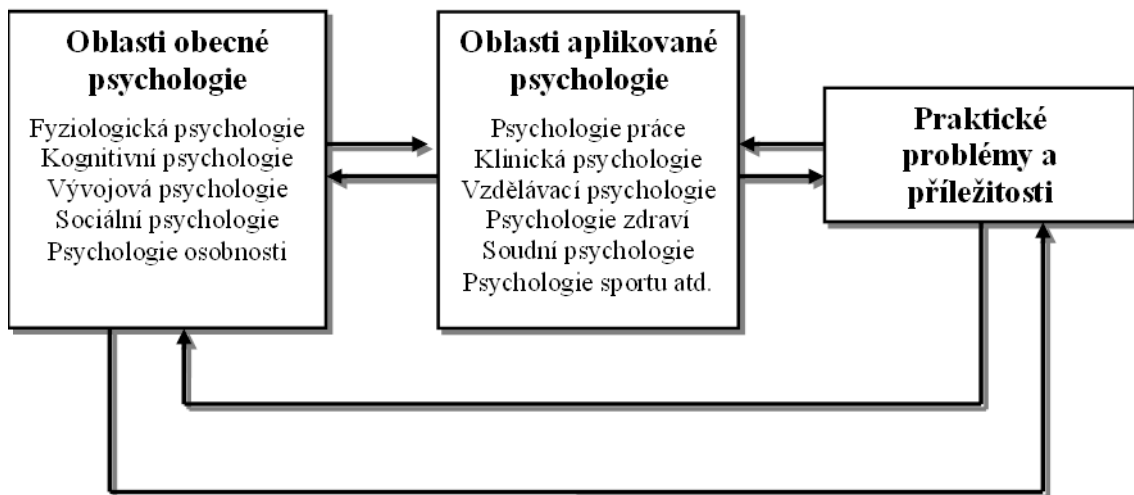 Oblasti obecné
psychologie
Fyziologická psychologie
Kognitivní psychologie
Vývojová psychologie
Sociální psychologie
Psychologie osobnosti
Oblasti aplikované
psychologie
Psychologie práce
Klinická psychologie
Vzdělávací psychologie
Psychologie zdraví
Soudní psychologie
Psychologie sportu atd.
Praktické
problémy a
příležitosti